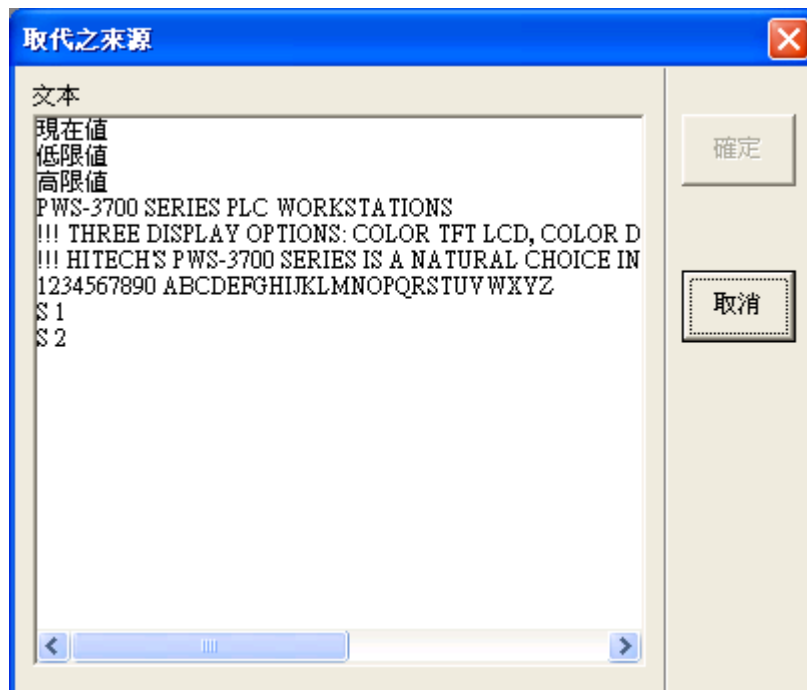 取代之來源
文本
現在值
低限值
高限值
PWS-3700 SERIES PLC WORKSTATIONS
!!! THREE DISPLAY OPTIONS: COLOR TFT LCD, COLOR D
!!! HITECH'S PWS-3700 SERIES IS A NATURAL CHOICE IN
1234567890 ABCDEFGHIJKLMNOPQRSTUVWXYZ
S 1
S 2
確定
取消